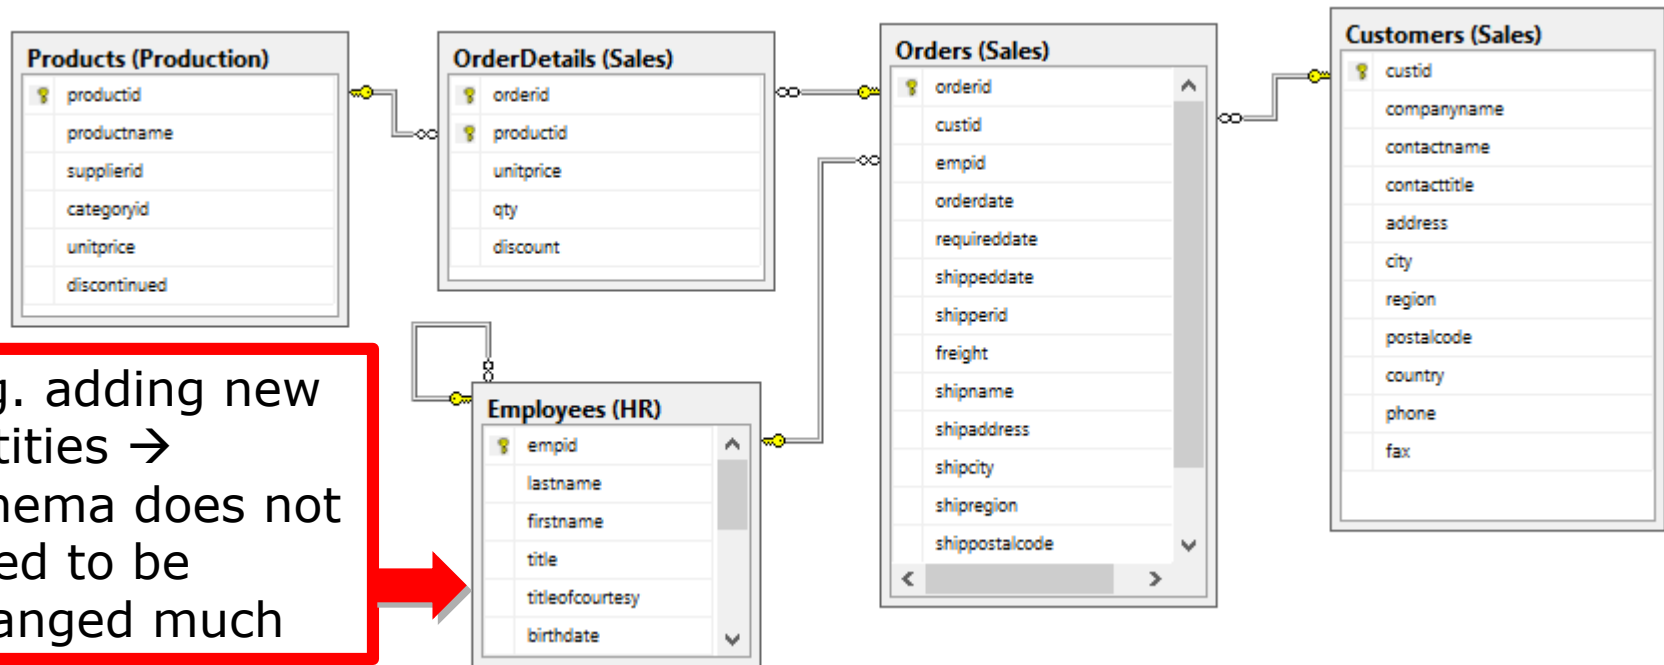 Products (Production)
productid
productname
supplierid
categoryid
unitprice
discontinued
OrderDetails (Sales)
orderid
productid
unitprice
qty
discount
Orders (Sales)
orderid
custid
empid
orderdate
requireddate
shippeddate
shipperid
freight
shipname
shipaddress
shipcity
shipregion
shippostalcode
Customers (Sales)
custid
companyname
contactname
contacttitle
address
city
region
postalcode
country
phone
fax
g. adding new
tities →
nema does not
ed to be
anged much
Employees (HR)
empid
lastname
firstname
title
titleofcourtesy
birthdate